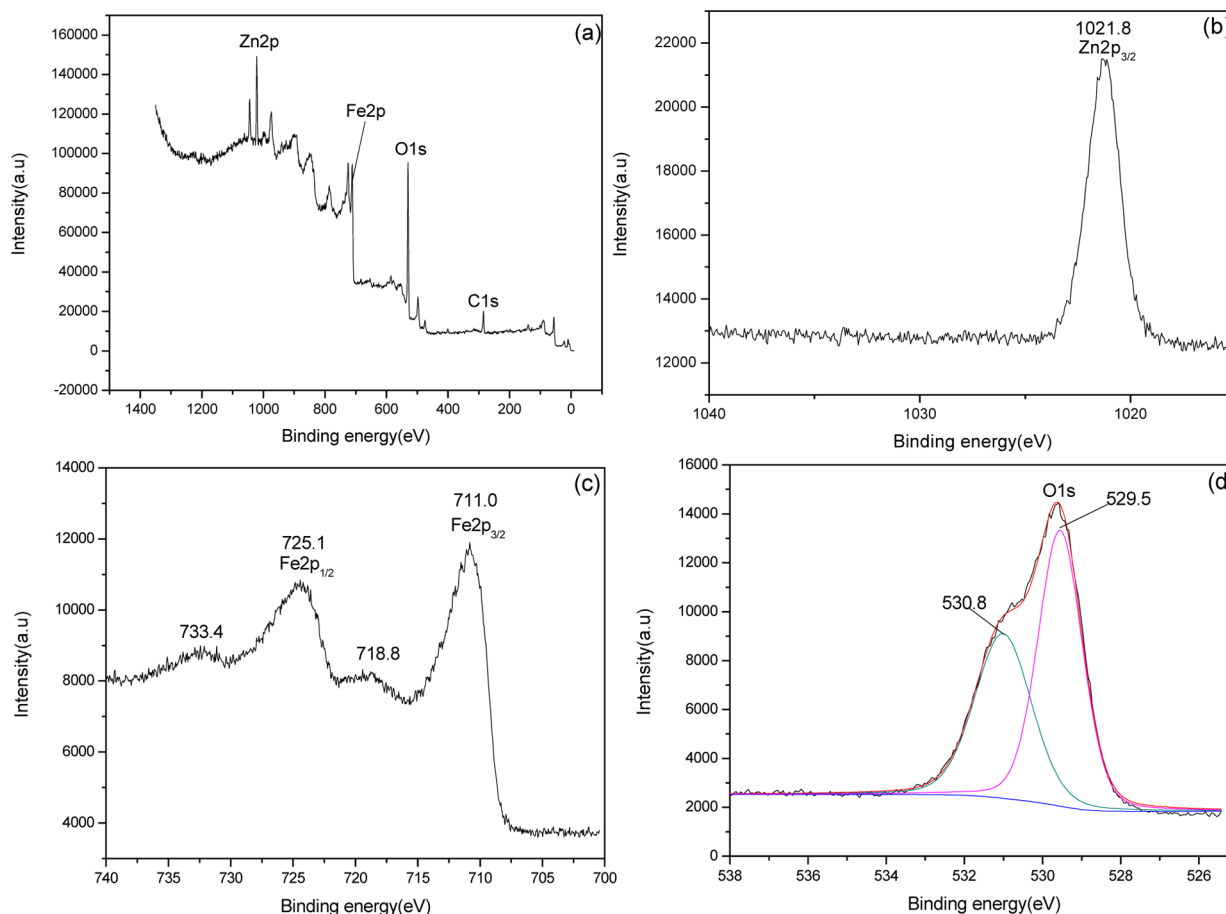 (a)
160000
140000
120000
100000
80000
60000
40000
20000
0
-20000
Intensity(a.u)
Zn2p
Fe2p
O1s
C1s
1400 1200 1000 800 600 400 200 0
Binding energy(eV)
(b)
22000
20000
18000
16000
14000
12000
Intensity(a.u)
1021.8
Zn2p3/2
1040 1030 1020
Binding energy(eV)
(c)
14000
12000
10000
8000
6000
4000
Intensity(a.u)
711.0
Fe2p3/2
725.1
Fe2p1/2
733.4
718.8
740 735 730 725 720 715 710 705 700
Binding energy(eV)
(d
16000
14000
12000
10000
8000
6000
4000
2000
0
Intensity(a.u)
O1s
529.5
530.8
538 536 534 532 530 528 526
Binding energy(eV)